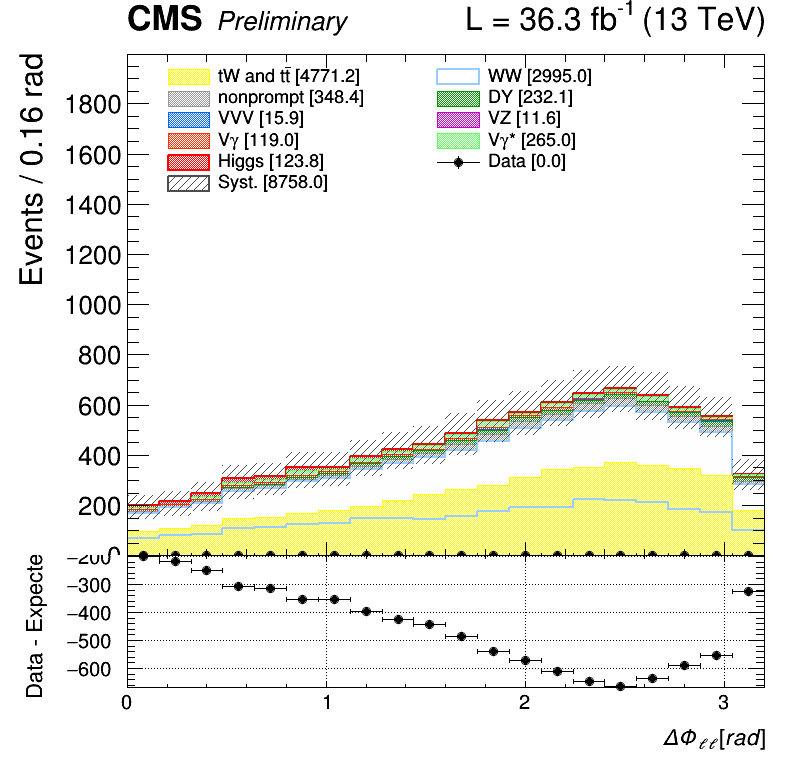 CMS Preliminary L = 36.3 fb⁻¹ (13 TeV)
Events / 0.16 rad
1800
1600
1400
1200
1000
800
600
400
200
0
tW and tt̄ [4771.2]
nonprompt [348.4]
VVV [15.9]
Vγ [119.0]
Higgs [123.8]
Syst. [8758.0]
WW [2995.0]
DY [232.1]
VZ [11.6]
Vγ* [265.0]
Data [0.0]
Data - Expecte
−200
−300
−400
−500
−600
0 1 2 3
ΔΦℓℓ[rad]